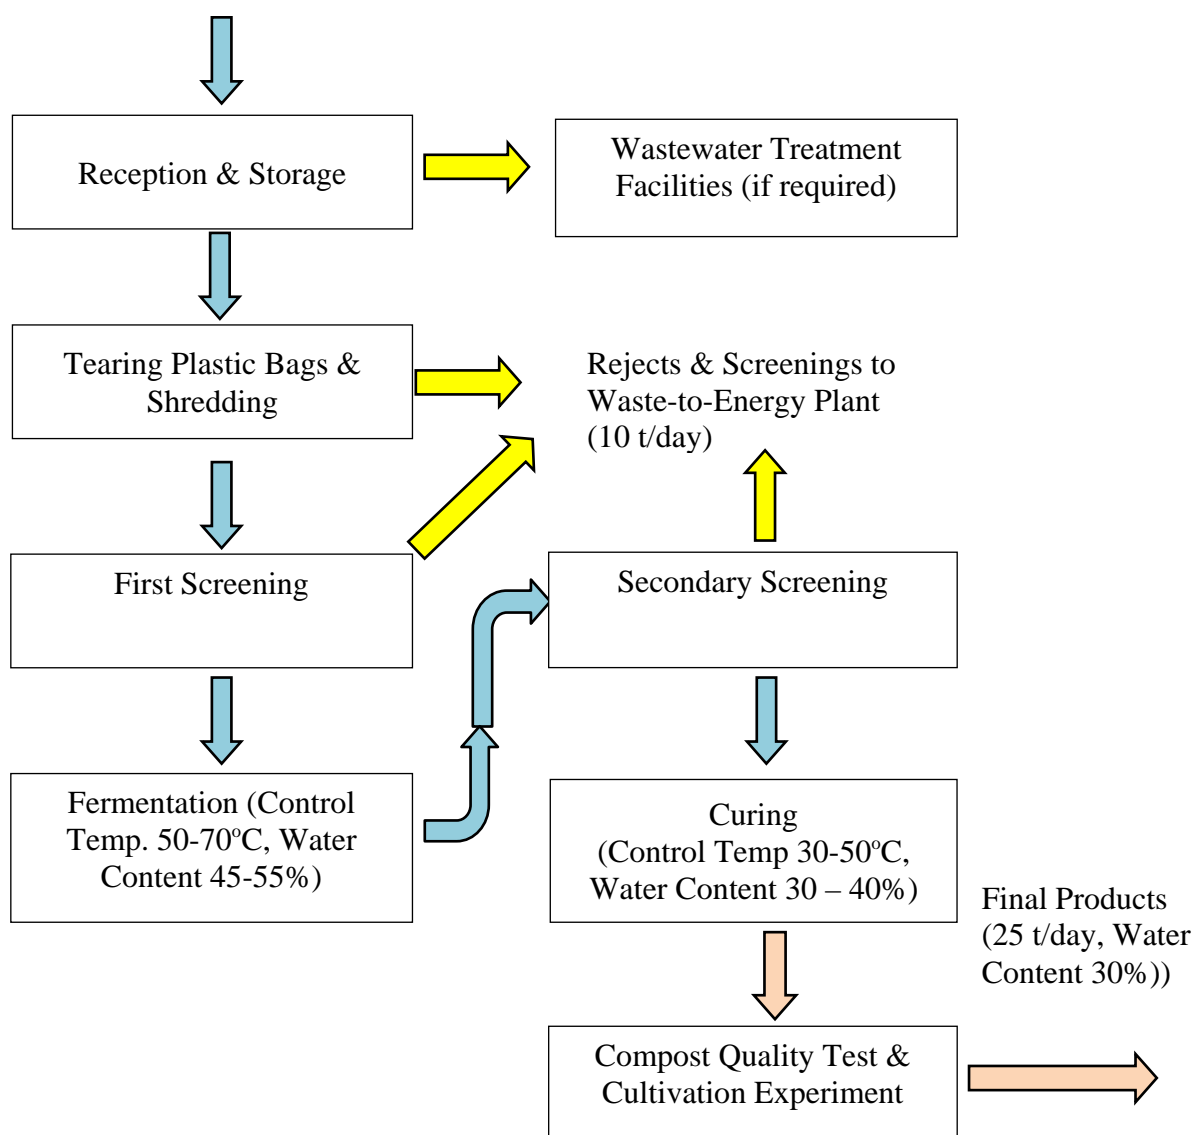 Reception & Storage
Wastewater Treatment
Facilities (if required)
Tearing Plastic Bags &
Shredding
Rejects & Screenings to
Waste-to-Energy Plant
(10 t/day)
First Screening
Secondary Screening
Fermentation (Control
Temp. 50-70ºC, Water
Content 45-55%)
Curing
(Control Temp 30-50ºC,
Water Content 30 – 40%)
Final Products
(25 t/day, Water
Content 30%))
Compost Quality Test &
Cultivation Experiment